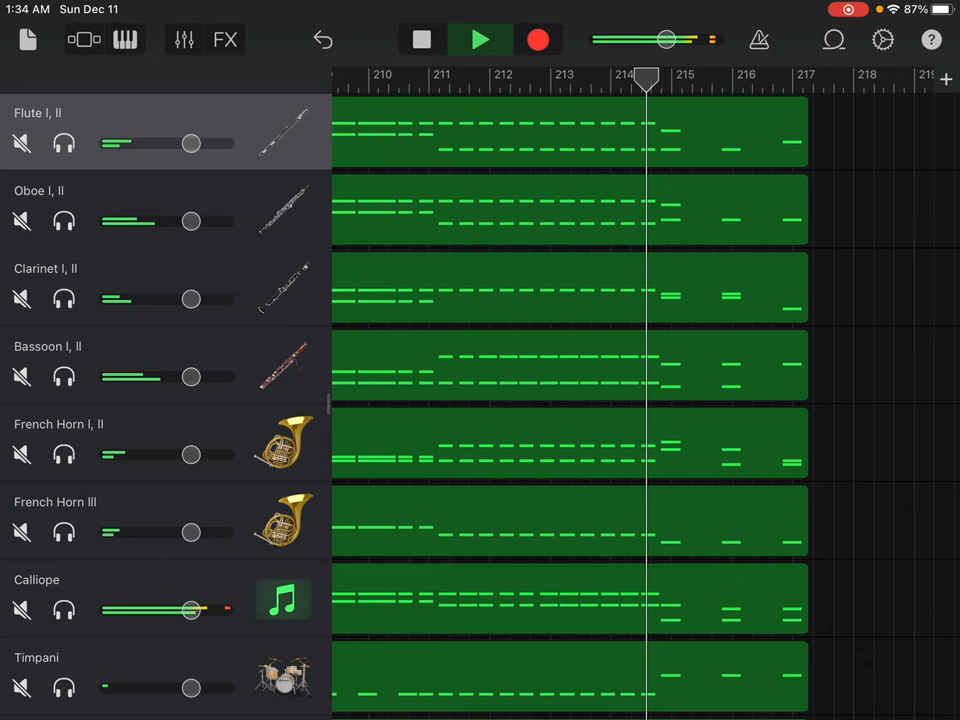 1:34 AM Sun Dec 11 87%
FX ?
210 211 212 213 214 215 216 217 218 219 +
Flute I, II
Oboe I, II
Clarinet I, II
Bassoon I, II
French Horn I, II
French Horn III
Calliope
Timpani